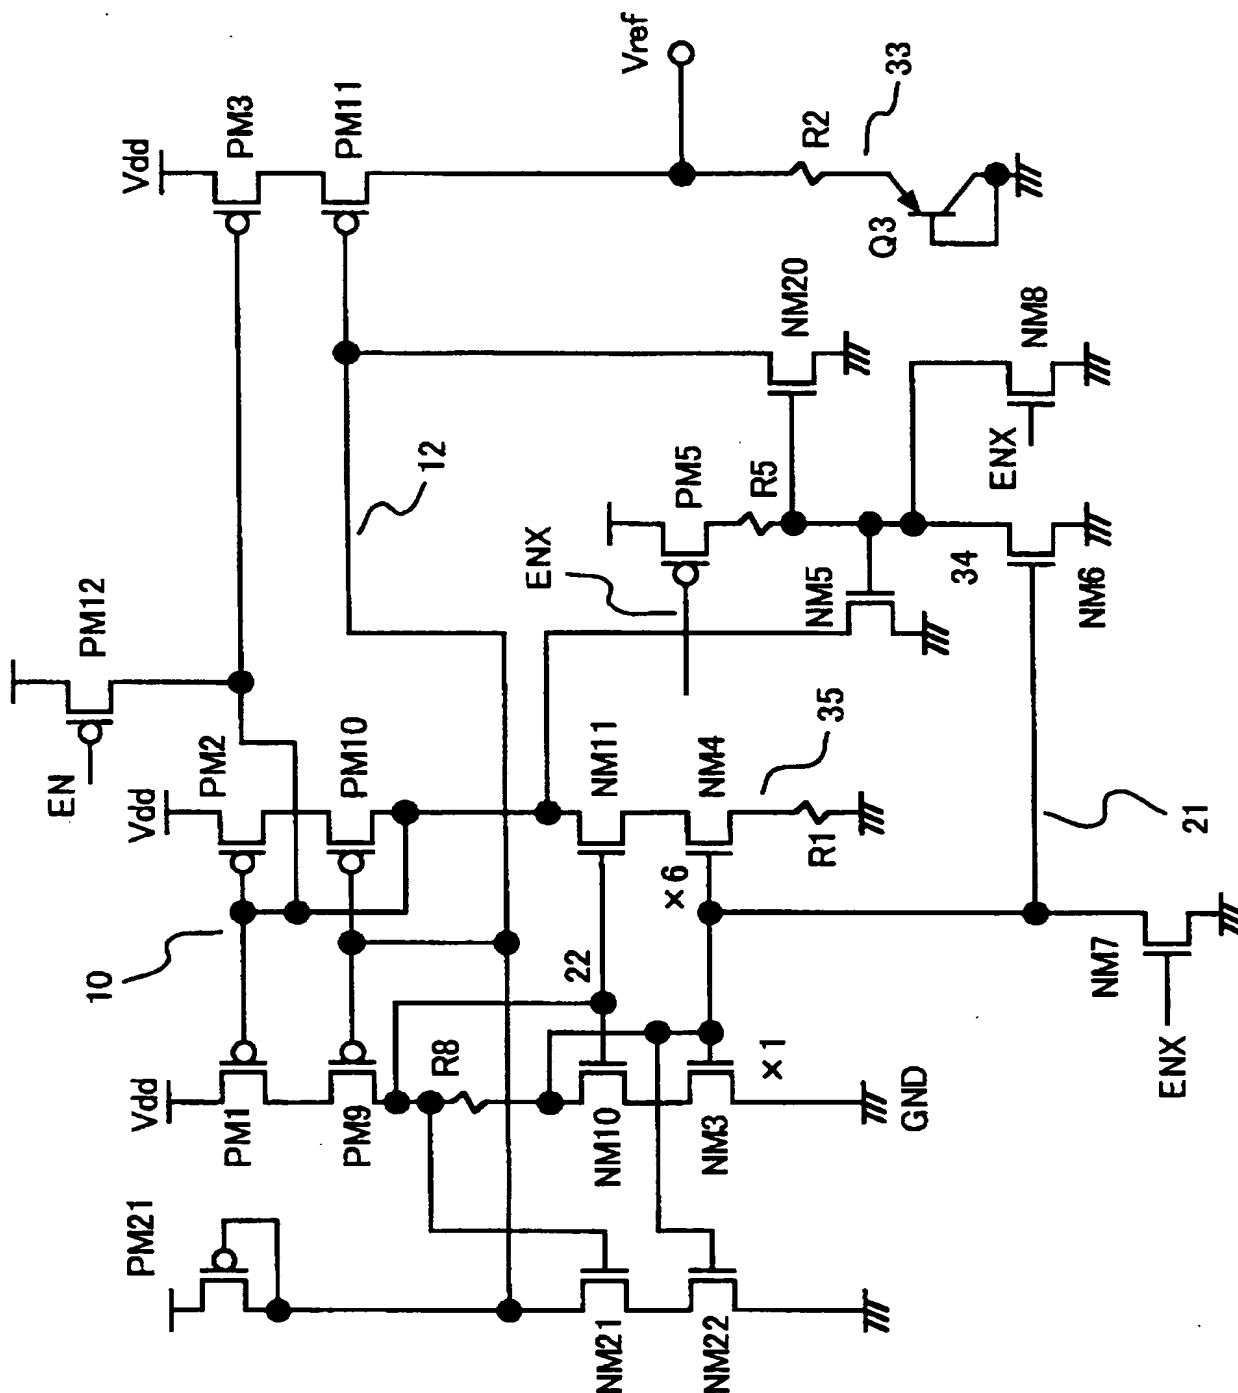 Vdd
PM3
PM11
Vref
R2
33
Q3
NM20
NM8
ENX
12
PM5
R5
ENX
NM5
34
NM6
PM12
EN
PM2
Vdd
PM10
NM11
NM4
35
R1
×6
21
10
22
NM7
ENX
Vdd
PM1
PM9
R8
NM10
NM3
×1
GND
PM21
NM21
NM22